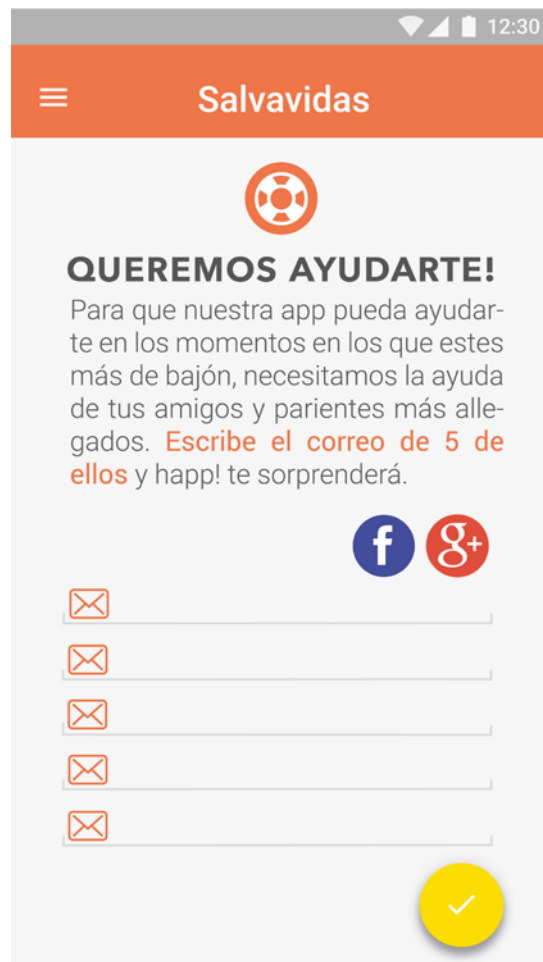 12:30
Salvavidas
QUEREMOS AYUDARTE!
Para que nuestra app pueda ayudar-
te en los momentos en los que estes
más de bajón, necesitamos la ayuda
de tus amigos y parientes más alle-
gados. Escribe el correo de 5 de
ellos y happ! te sorprenderá.
f g+